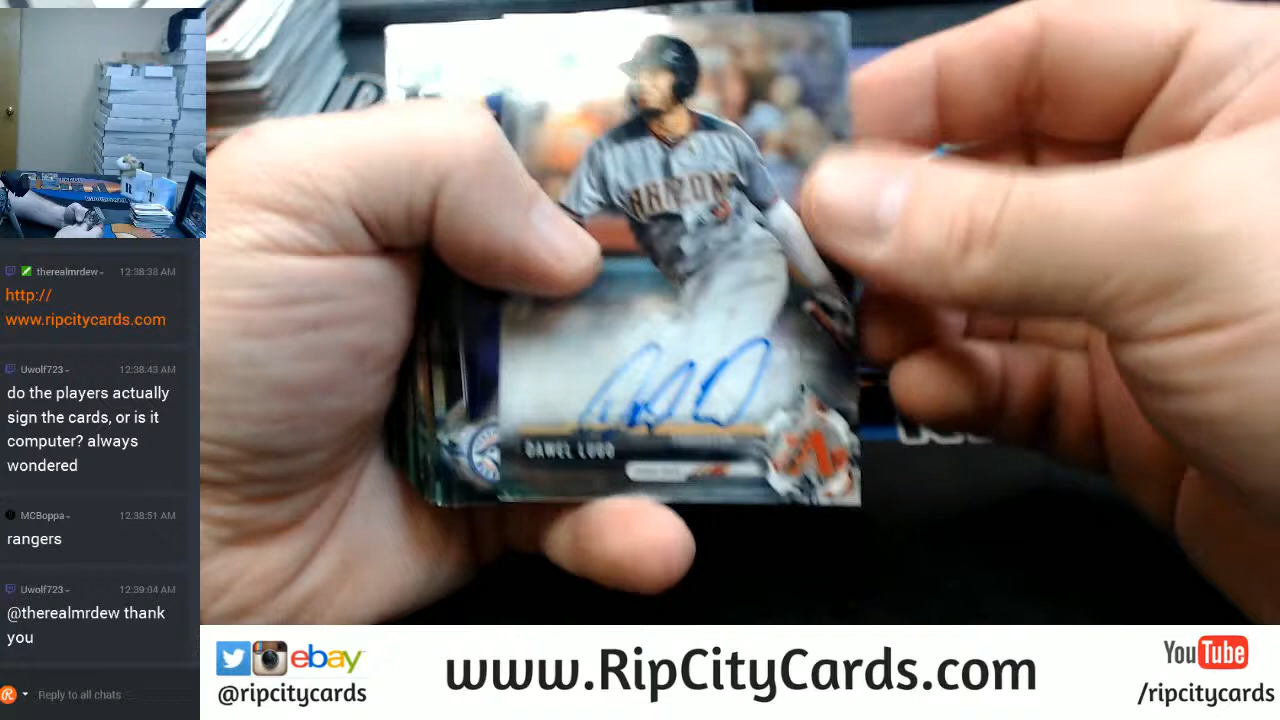 therealmrdew
12:38:38 AM
http://
www.ripcitycards.com
Uwolf723
12:38:43 AM
do the players actually
sign the cards, or is it
computer? always
wondered
MCBoppa
12:38:51 AM
rangers
Uwolf723
12:39:04 AM
@therealmrdew thank
you
Reply to all chats
ARIZONA
DAWEL LUGO
ebay
@ripcitycards
www.RipCityCards.com
YouTube
/ripcitycards